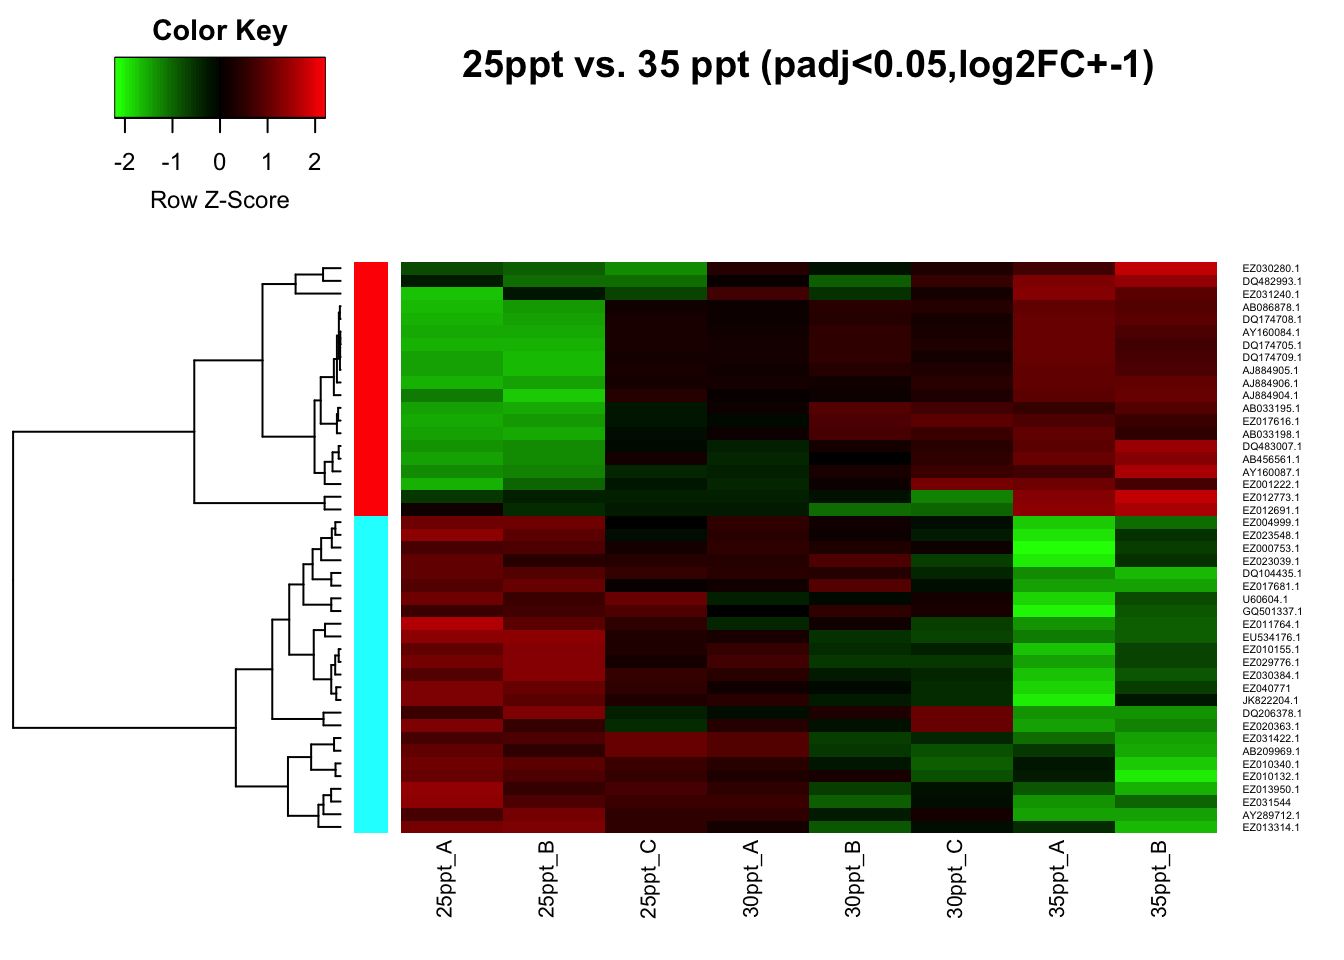 Color Key
25ppt vs. 35 ppt (padj<0.05,log2FC+-1)
-2 -1 0 1 2
Row Z-Score
EZ030280.1
DQ482993.1
EZ031240.1
AB086878.1
DQ174708.1
AY160084.1
DQ174705.1
DQ174709.1
AJ884905.1
AJ884906.1
AJ884904.1
AB033195.1
EZ017616.1
AB033198.1
DQ483007.1
AB456561.1
AY160087.1
EZ001222.1
EZ012773.1
EZ012691.1
EZ004999.1
EZ023548.1
EZ000753.1
EZ023039.1
DQ104435.1
EZ017681.1
U60604.1
GQ501337.1
EZ011764.1
EU534176.1
EZ010155.1
EZ029776.1
EZ030384.1
EZ040771
JK822204.1
DQ206378.1
EZ020363.1
EZ031422.1
AB209969.1
EZ010340.1
EZ010132.1
EZ013950.1
EZ031544
AY289712.1
EZ013314.1
25ppt_A
25ppt_B
25ppt_C
30ppt_A
30ppt_B
30ppt_C
35ppt_A
35ppt_B